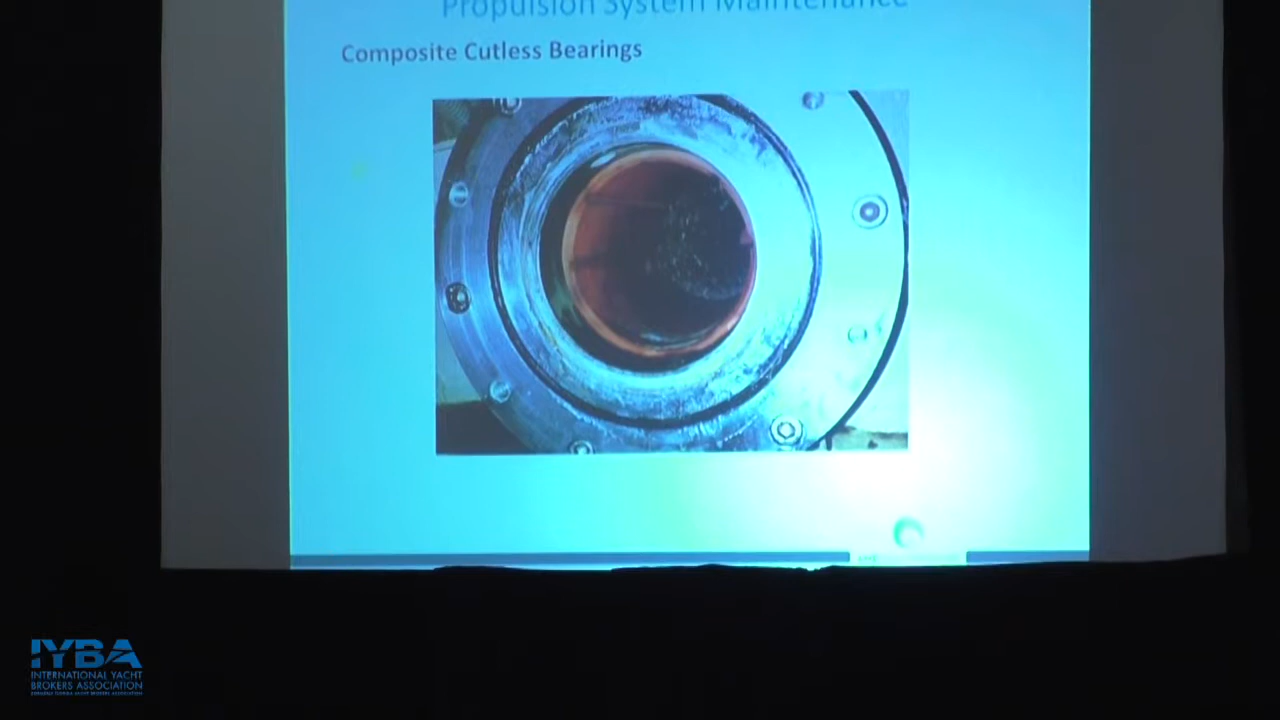 Propulsion System Maintenance
Composite Cutless Bearings
IYBA
INTERNATIONAL YACHT
BROKERS ASSOCIATION